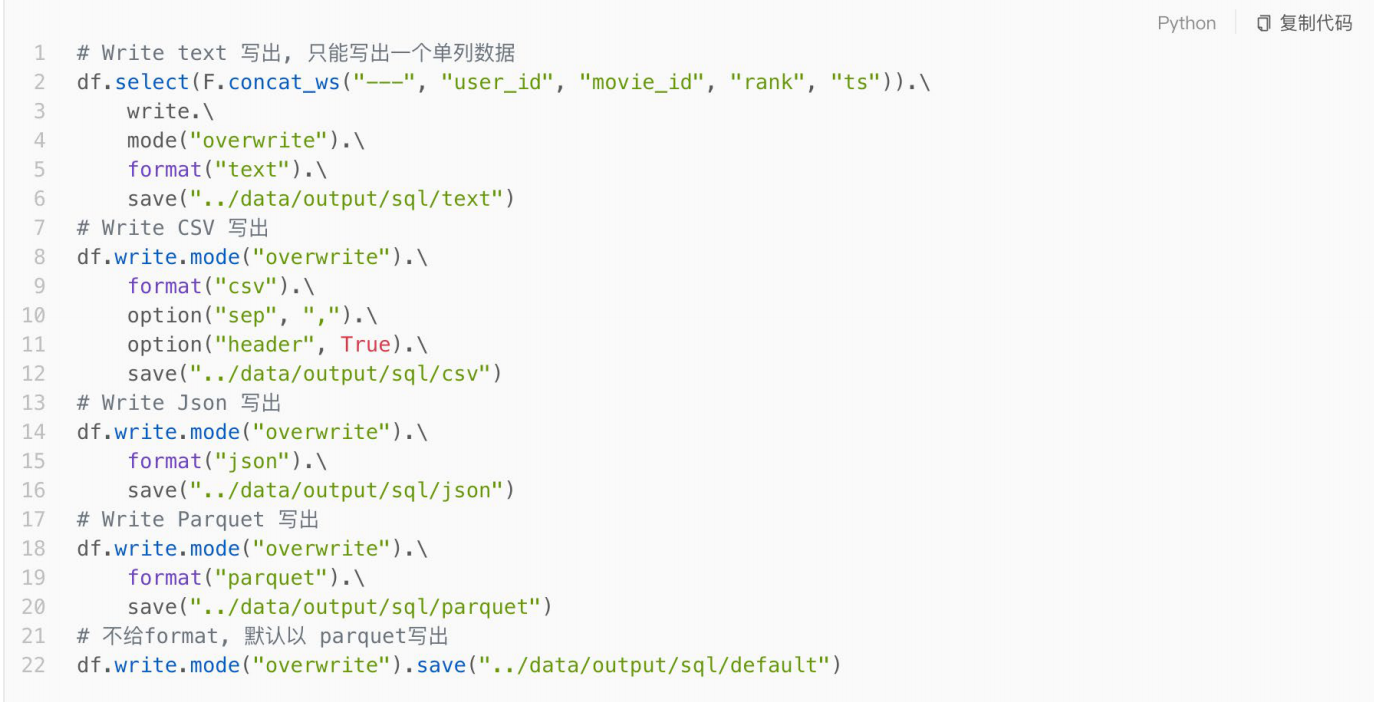 Python 复制代码
1 # Write text 写出, 只能写出一个单列数据
2 df.select(F.concat_ws("---", "user_id", "movie_id", "rank", "ts")).\
3     write.\
4     mode("overwrite").\
5     format("text").\
6     save("../data/output/sql/text")
7 # Write CSV 写出
8 df.write.mode("overwrite").\
9     format("csv").\
10     option("sep", ",").\
11     option("header", True).\
12     save("../data/output/sql/csv")
13 # Write Json 写出
14 df.write.mode("overwrite").\
15     format("json").\
16     save("../data/output/sql/json")
17 # Write Parquet 写出
18 df.write.mode("overwrite").\
19     format("parquet").\
20     save("../data/output/sql/parquet")
21 # 不给format, 默认以 parquet写出
22 df.write.mode("overwrite").save("../data/output/sql/default")